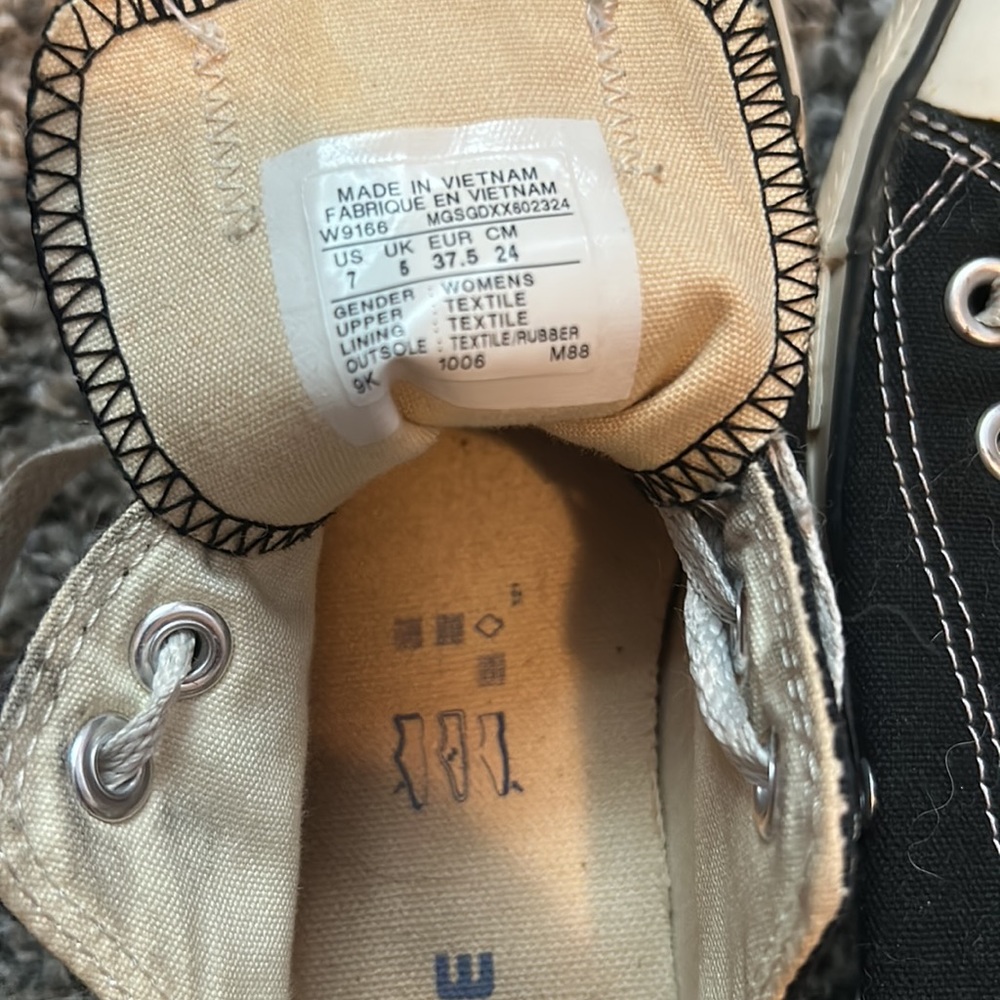 MADE IN VIETNAM
FABRIQUE EN VIETNAM
W9166 MGSGDXX602324
US UK EUR CM
7 5 37.5 24
GENDER : WOMENS
UPPER : TEXTILE
LINING : TEXTILE
OUTSOLE : TEXTILE/RUBBER
9K 1006 M88